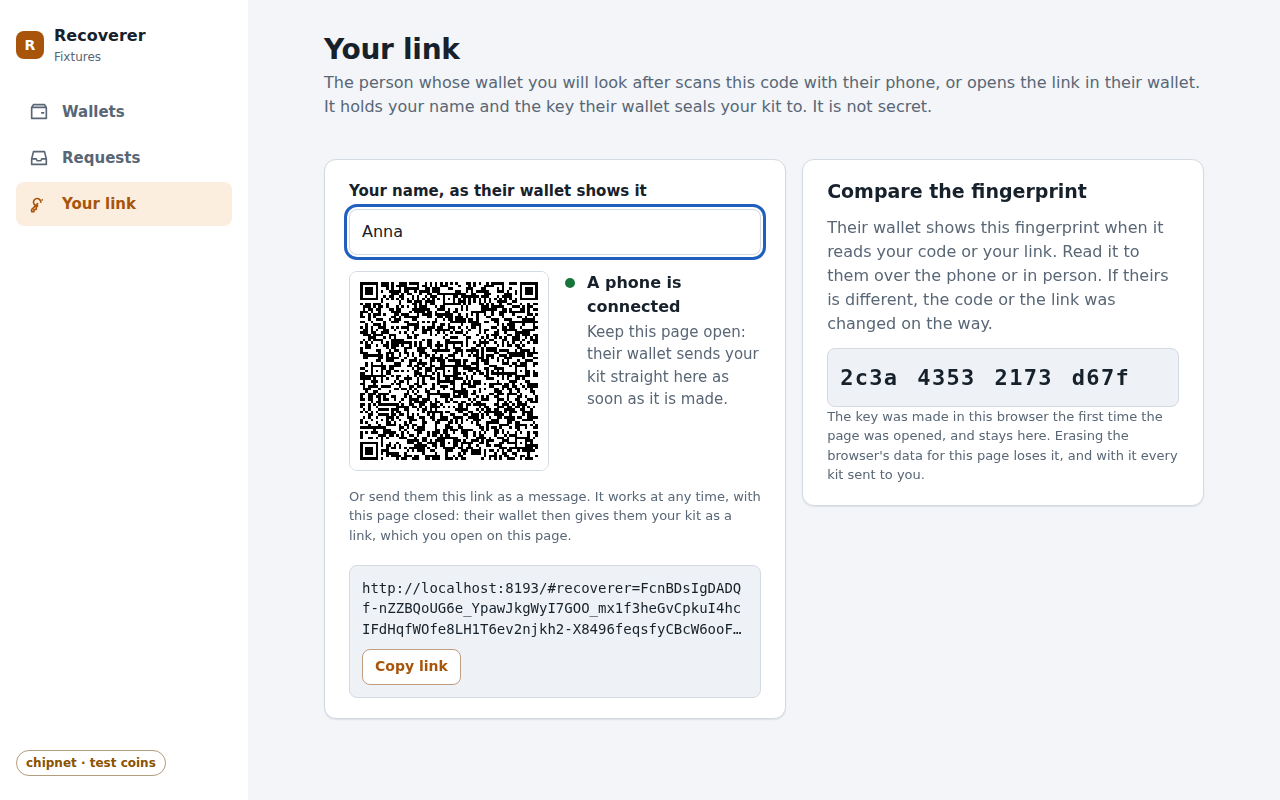 R
Recoverer
Fixtures
Wallets
Requests
Your link
chipnet · test coins
Your link
The person whose wallet you will look after scans this code with their phone, or opens the link in their wallet.
It holds your name and the key their wallet seals your kit to. It is not secret.
Your name, as their wallet shows it
Anna
A phone is
connected
Keep this page open:
their wallet sends your
kit straight here as
soon as it is made.
Or send them this link as a message. It works at any time, with
this page closed: their wallet then gives them your kit as a
link, which you open on this page.
http://localhost:8193/#recoverer=FcnBDsIgDADQ
f-nZZBQoUG6e_YpawJkgWyI7GOO_mx1f3heGvCpkuI4hc
IFdHqfWOfe8LH1T6ev2njkh2-X8496feqsfyCBcW6ooF…
Copy link
Compare the fingerprint
Their wallet shows this fingerprint when it
reads your code or your link. Read it to
them over the phone or in person. If theirs
is different, the code or the link was
changed on the way.
2c3a 4353 2173 d67f
The key was made in this browser the first time the
page was opened, and stays here. Erasing the
browser's data for this page loses it, and with it every
kit sent to you.